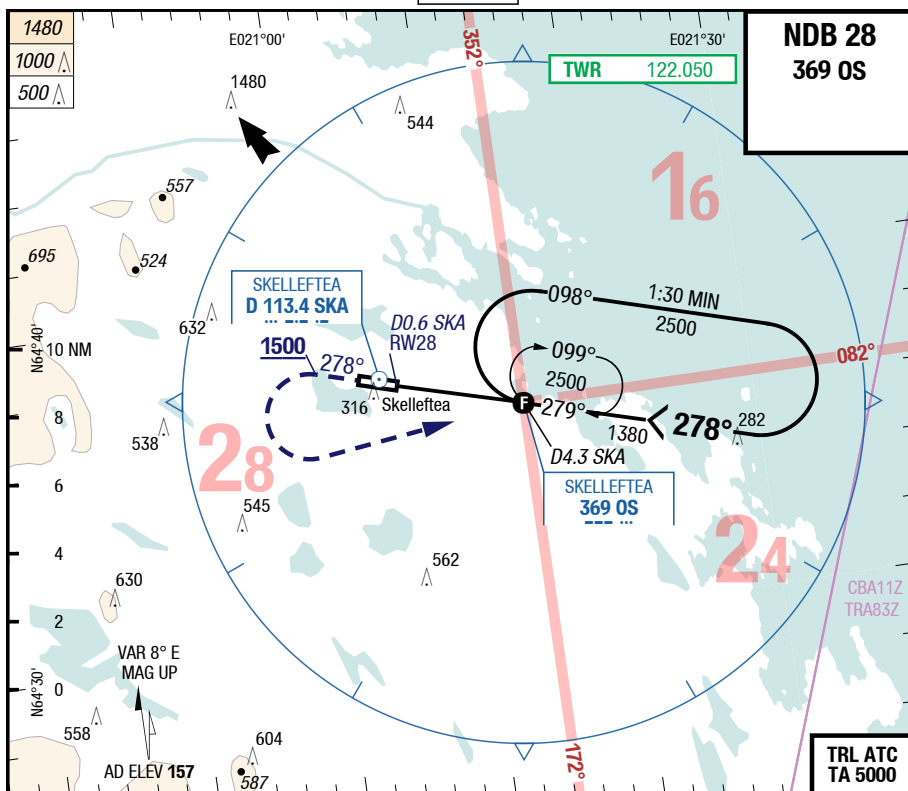 1480
1000
500
E021°00'
352°
E021°30'
TWR 122.050
NDB 28
369 OS
1480
544
16
557
695
524
SKELLEFTEA
D 113.4 SKA
632
D0.6 SKA
RW28
098°
1:30 MIN
2500
N64°40'
10 NM
1500
278°
099°
2500
082°
316
Skelleftea
F
279°
1380
278°
282
8
538
28
D4.3 SKA
SKELLEFTEA
369 OS
6
545
24
4
562
630
CBA11Z
TRA83Z
2
VAR 8° E
MAG UP
N64°30'
0
558
604
587
AD ELEV 157
172°
TRL ATC
TA 5000